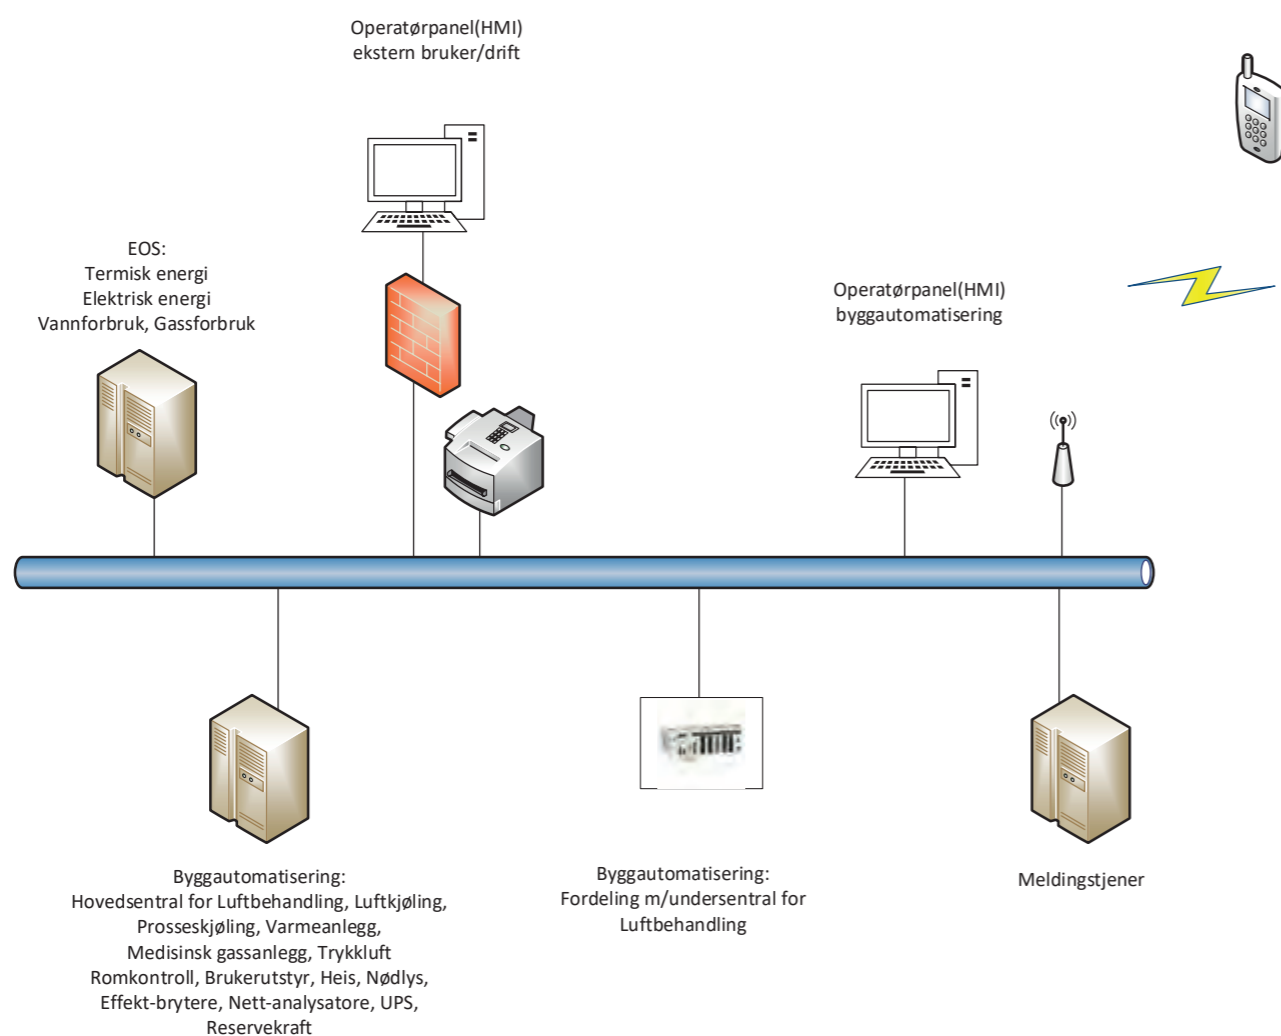 Operatørpanel(HMI)
ekstern bruker/drift
EOS:
Termisk energi
Elektrisk energi
Vannforbruk, Gassforbruk
Operatørpanel(HMI)
byggautomatisering
Byggautomatisering:
Hovedsentral for Luftbehandling, Luftkjøling,
Prosseskjøling, Varmeanlegg,
Medisinsk gassanlegg, Trykkluft
Romkontroll, Brukerutstyr, Heis, Nødlys,
Effekt-brytere, Nett-analysatore, UPS,
Reservekraft
Byggautomatisering:
Fordeling m/undersentral for
Luftbehandling
Meldingstjener